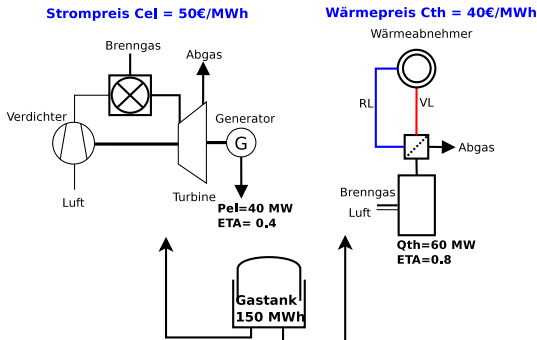 Strompreis Cel = 50€/MWh
Wärmepreis Cth = 40€/MWh
Brenngas
Abgas
Wärmeabnehmer
Verdichter
Generator
RL
VL
G
Abgas
Luft
Turbine
Pel=40 MW
ETA= 0.4
Brenngas
Luft
Qth=60 MW
ETA=0.8
Gastank
150 MWh